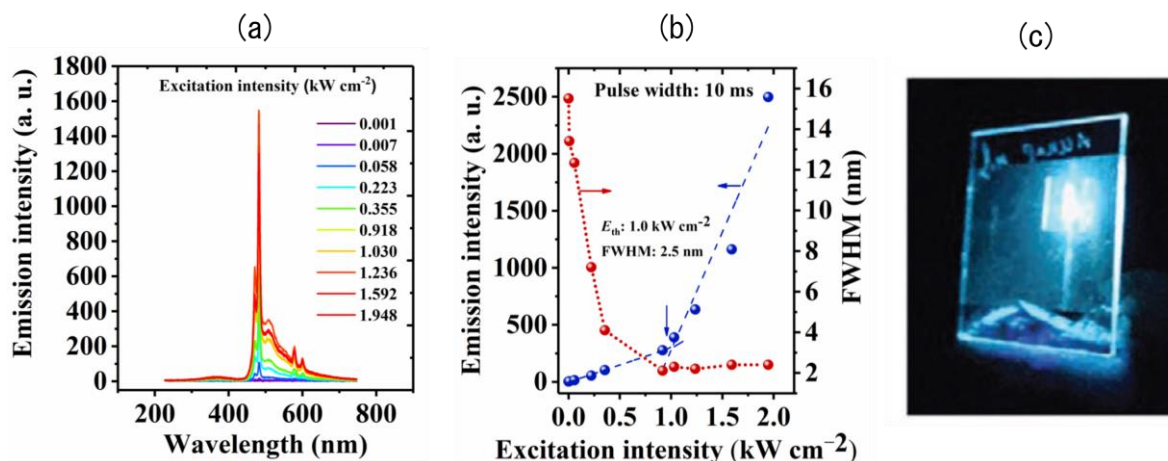 (a)
1800
1600
1400
1200
1000
800
600
400
200
0
Emission intensity (a. u.)
Excitation intensity (kW cm⁻²)
0.001
0.007
0.058
0.223
0.355
0.918
1.030
1.236
1.592
1.948
200 400 600 800
Wavelength (nm)
(b)
2500
2000
1500
1000
500
0
Emission intensity (a. u.)
Pulse width: 10 ms
Eth: 1.0 kW cm⁻²
FWHM: 2.5 nm
16
14
12
10
8
6
4
2
FWHM (nm)
0.0 0.5 1.0 1.5 2.0
Excitation intensity (kW cm⁻²)
(c)